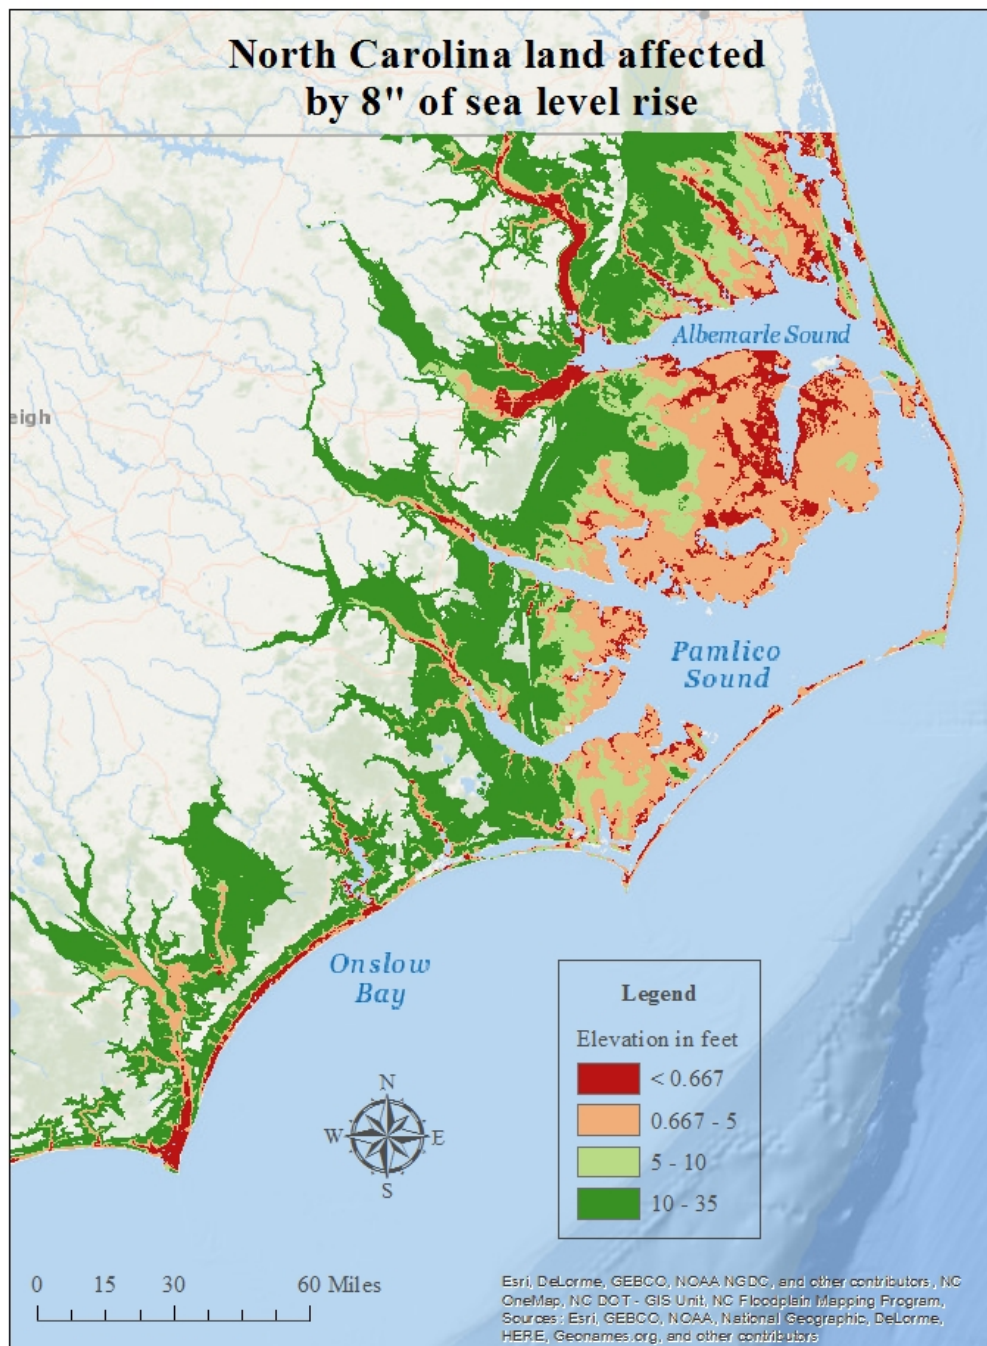 North Carolina land affected
by 8" of sea level rise
Albemarle Sound
eigh
Pamlico
Sound
Onslow
Bay
Legend
Elevation in feet
< 0.667
0.667 - 5
5 - 10
10 - 35
N
W
E
S
0 15 30 60 Miles
Esri, DeLorme, GEBCO, NOAA NGDC, and other contributors, NC
OneMap, NC DOT - GIS Unit, NC Floodplain Mapping Program,
Sources: Esri, GEBCO, NOAA, National Geographic, DeLorme,
HERE, Geonames.org, and other contributors